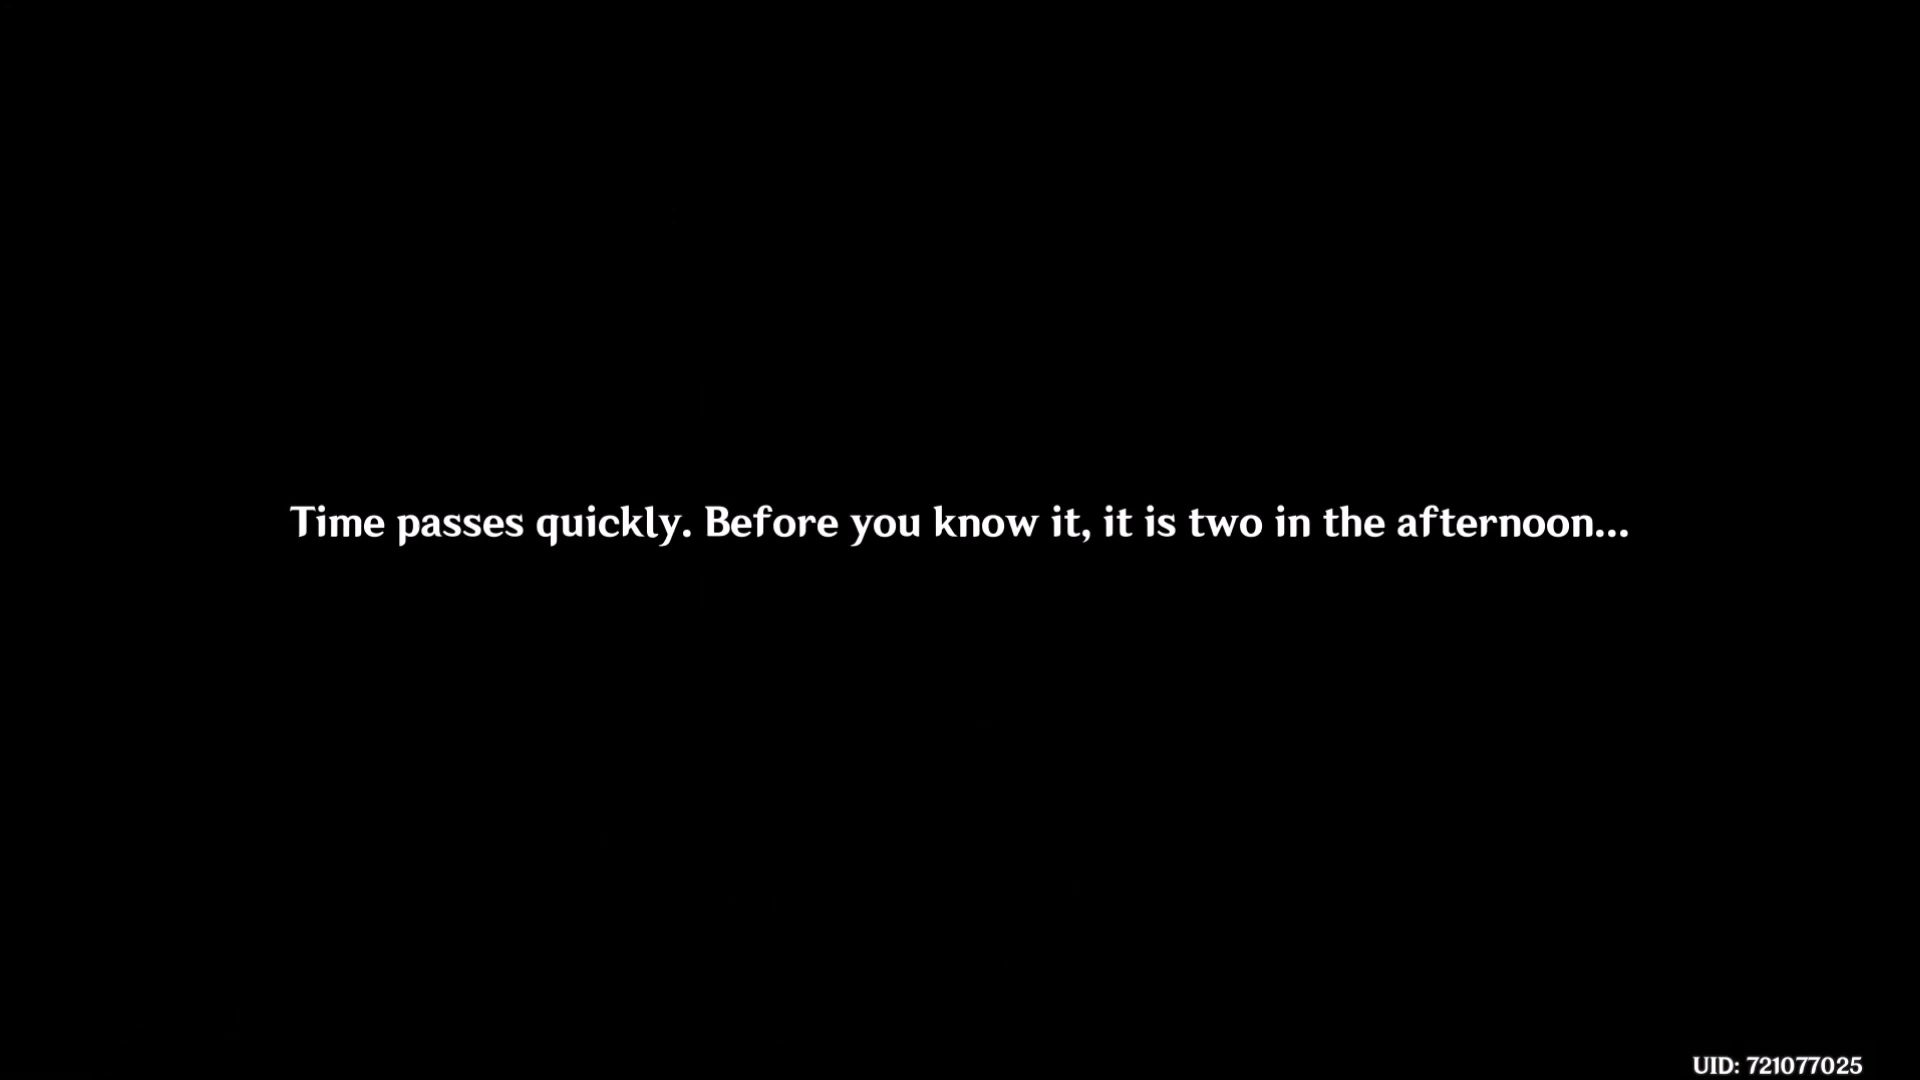 Time passes quickly. Before you know it, it is two in the afternoon...
UID: 721077025